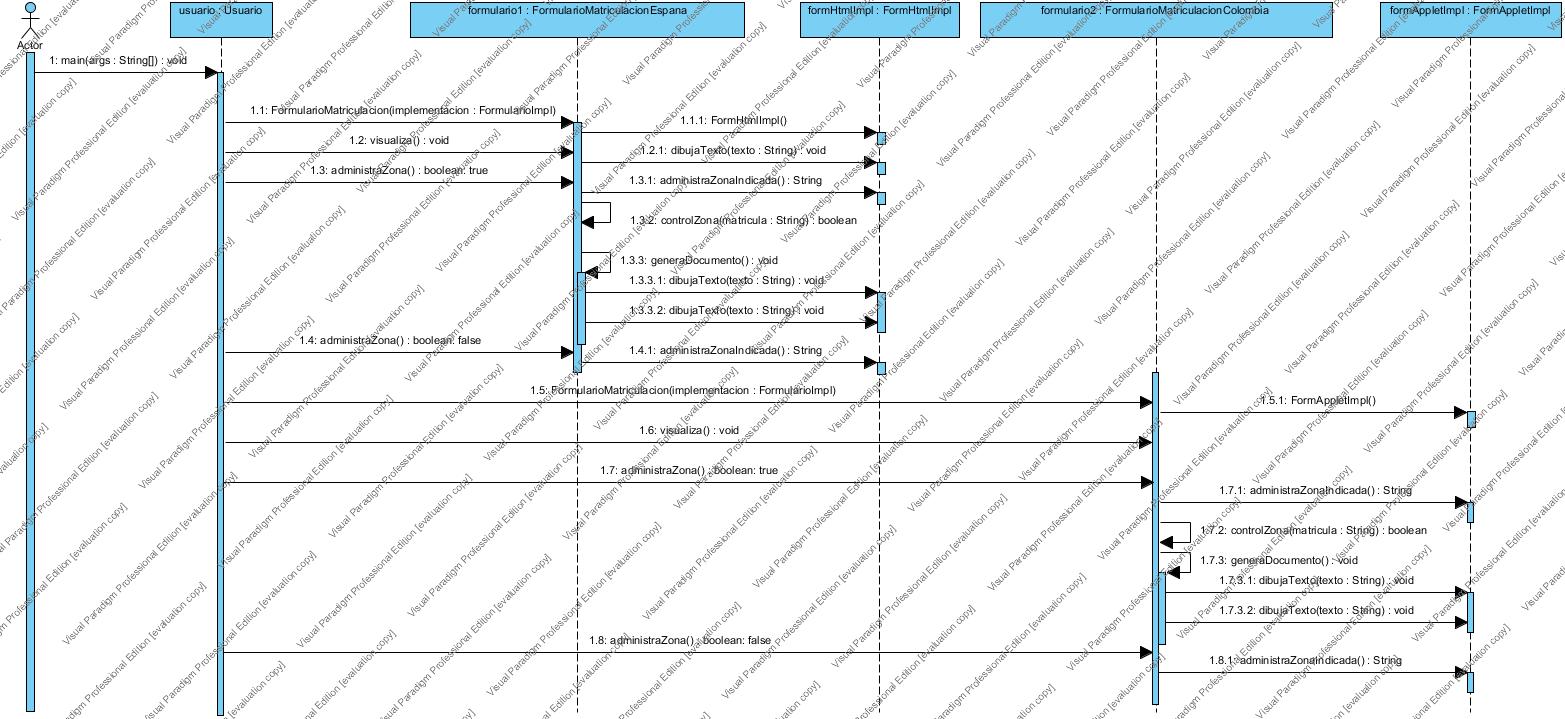 usuario : Usuario
formulario1 : FormularioMatriculacionEspana
formHtmlImpl : FormHtmlImpl
formulario2 : FormularioMatriculacionColombia
formAppletImpl : FormAppletImpl
Actor
1: main(args : String[]) : void
1.1: FormularioMatriculacion(implementacion : FormularioImpl)
1.1.1: FormHtmlImpl()
1.2: visualiza() : void
1.2.1: dibujaTexto(texto : String) : void
1.3: administraZona() : boolean: true
1.3.1: administraZonaIndicada() : String
1.3.2: controlZona(matricula : String) : boolean
1.3.3: generaDocumento() : void
1.3.3.1: dibujaTexto(texto : String) : void
1.3.3.2: dibujaTexto(texto : String) : void
1.4: administraZona() : boolean: false
1.4.1: administraZonaIndicada() : String
1.5: FormularioMatriculacion(implementacion : FormularioImpl)
1.5.1: FormAppletImpl()
1.6: visualiza() : void
1.7: administraZona() : boolean: true
1.7.1: administraZonaIndicada() : String
1.7.2: controlZona(matricula : String) : boolean
1.7.3: generaDocumento() : void
1.7.3.1: dibujaTexto(texto : String) : void
1.7.3.2: dibujaTexto(texto : String) : void
1.8: administraZona() : boolean: false
1.8.1: administraZonaIndicada() : String
Visual Paradigm Professional Edition [evaluation copy]